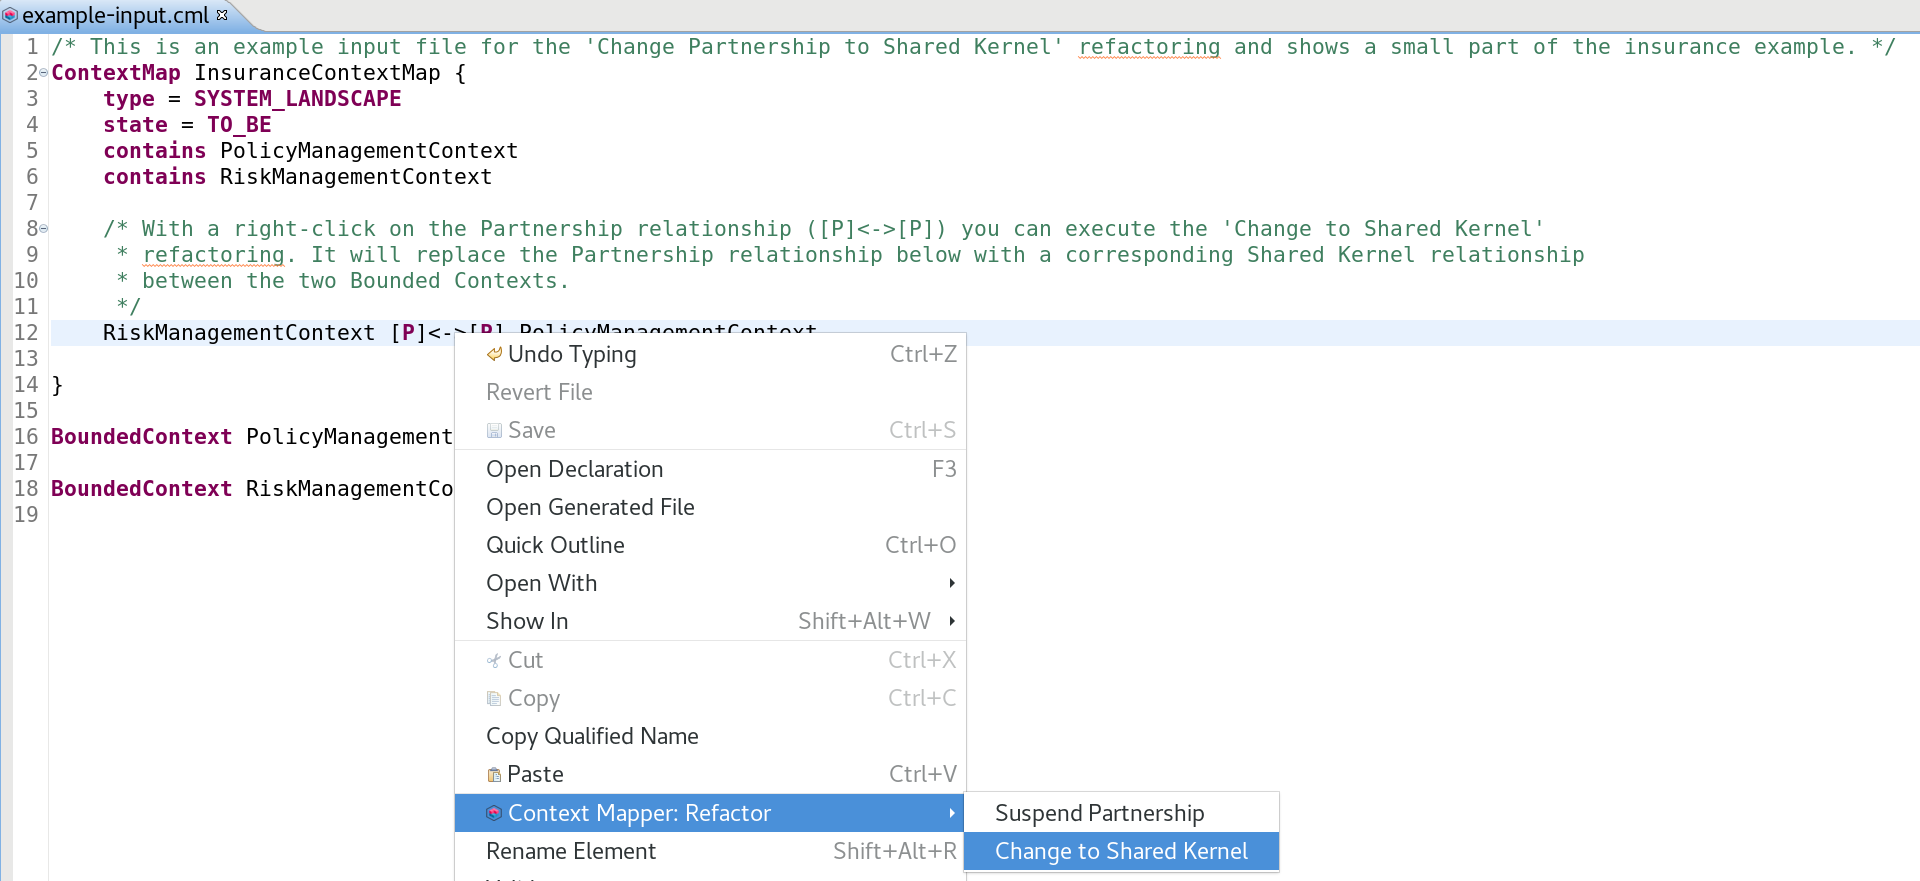 example-input.cml
1 /* This is an example input file for the 'Change Partnership to Shared Kernel' refactoring and shows a small part of the insurance example. */
2 ContextMap InsuranceContextMap {
3     type = SYSTEM_LANDSCAPE
4     state = TO_BE
5     contains PolicyManagementContext
6     contains RiskManagementContext
7
8     /* With a right-click on the Partnership relationship ([P]<->[P]) you can execute the 'Change to Shared Kernel'
9      * refactoring. It will replace the Partnership relationship below with a corresponding Shared Kernel relationship
10      * between the two Bounded Contexts.
11      */
12     RiskManagementContext [P]<->[P] PolicyManagementContext
13
14 }
15
16 BoundedContext PolicyManagement
17
18 BoundedContext RiskManagementCo
19
Undo Typing Ctrl+Z
Revert File
Save Ctrl+S
Open Declaration F3
Open Generated File
Quick Outline Ctrl+O
Open With
Show In Shift+Alt+W
Cut Ctrl+X
Copy Ctrl+C
Copy Qualified Name
Paste Ctrl+V
Context Mapper: Refactor
Suspend Partnership
Rename Element Shift+Alt+R
Change to Shared Kernel